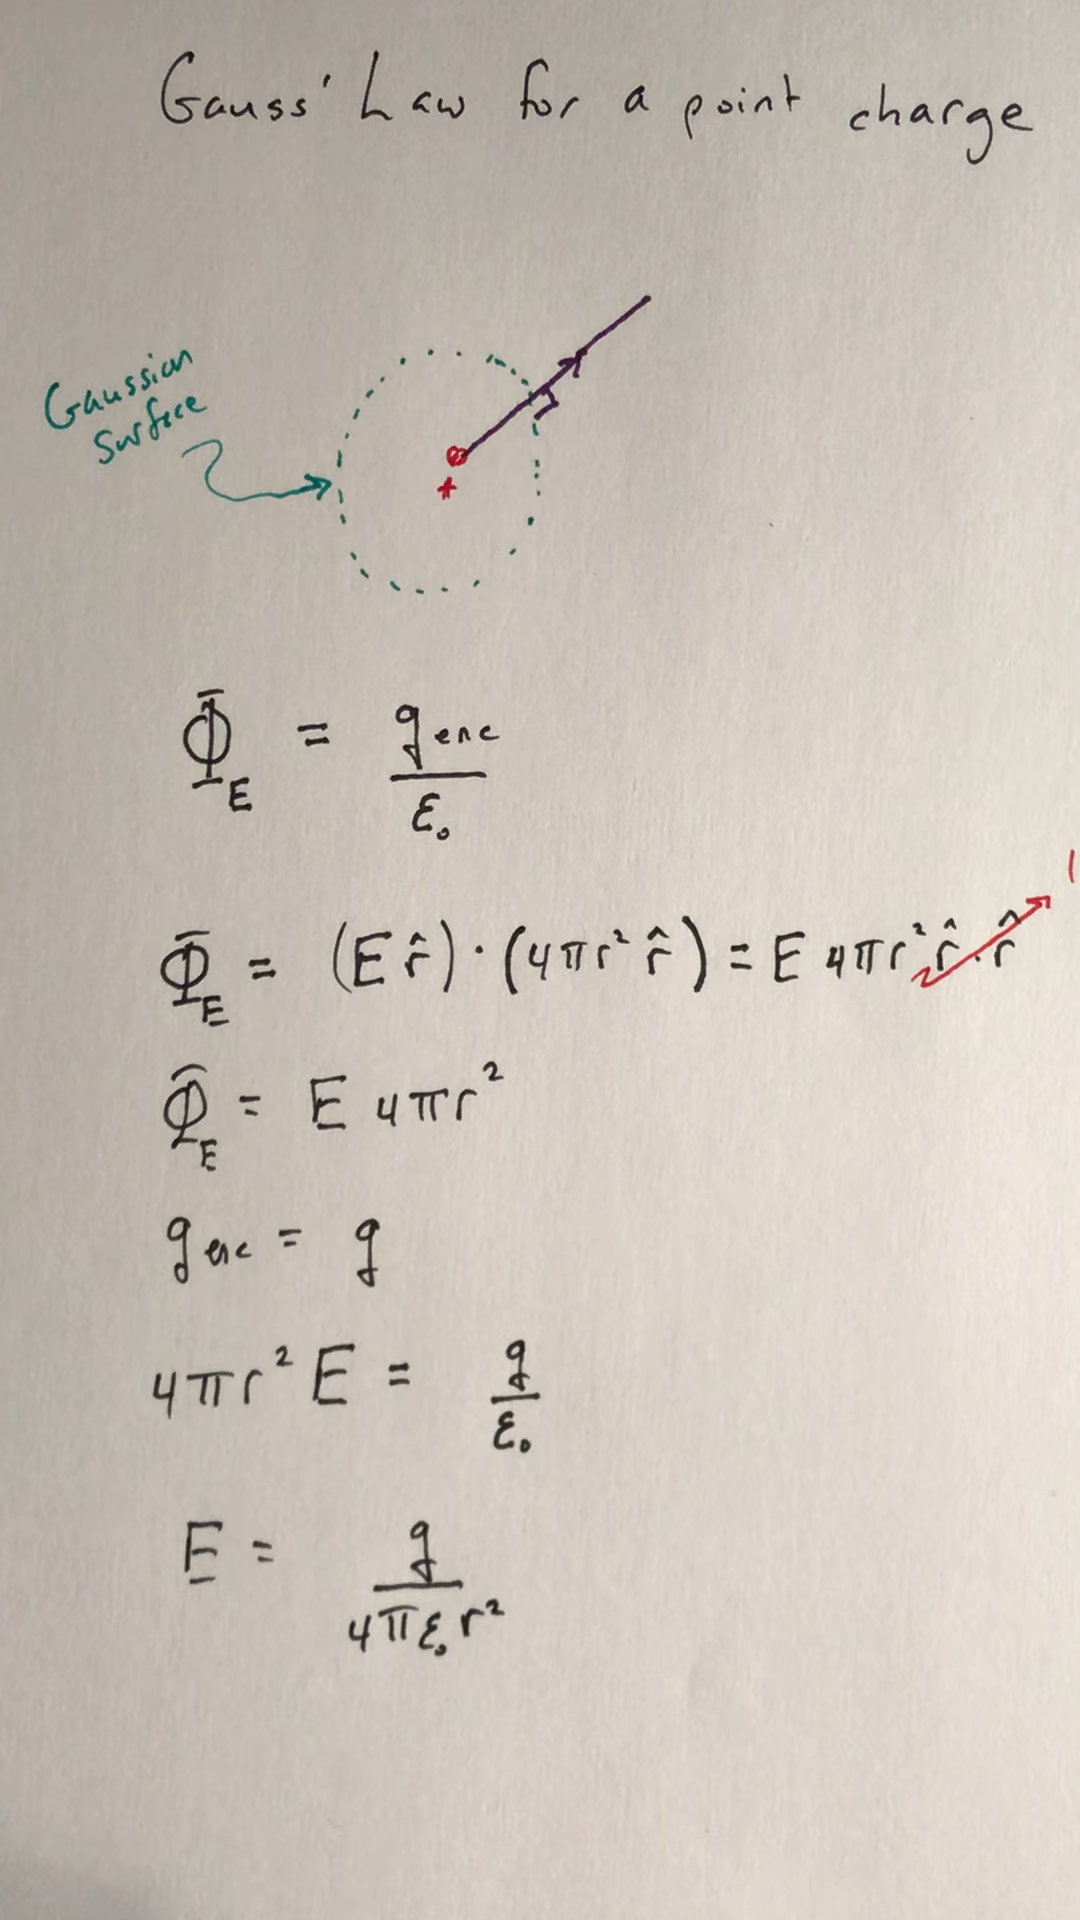 Gauss' Law for a point charge
Gaussian
Surface
+
Φ_E = q_enc / ε₀
1
Φ_E = (E r̂) · (4πr² r̂) = E 4πr² r̂ · r̂
Φ_E = E 4πr²
q_enc = q
4πr² E = q / ε₀
E = q / 4πε₀r²